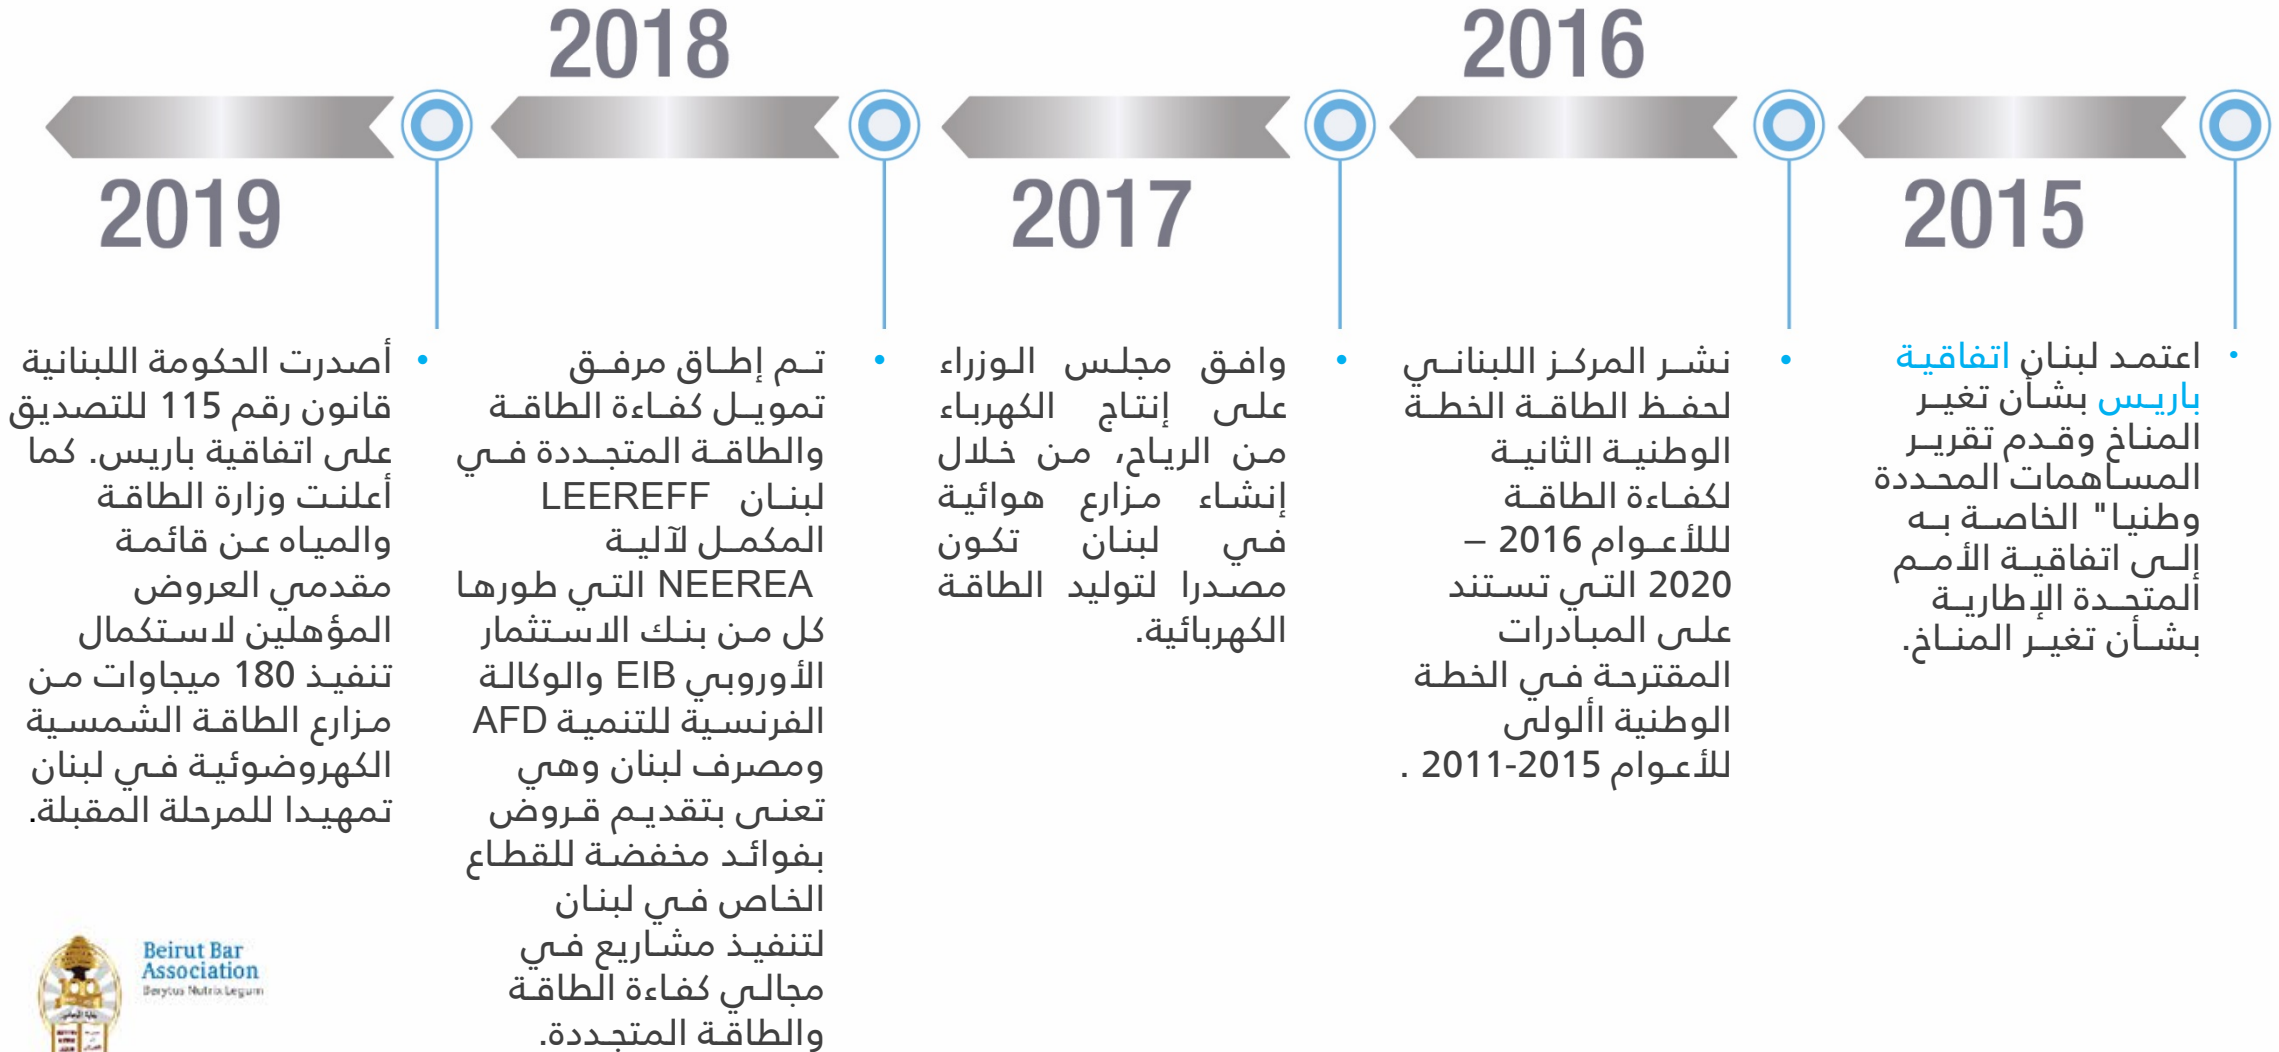 2015
اعتمد لبنان اتفاقية
باريس بشأن تغير
المناخ وقدم تقرير
المساهمات المحددة
وطنيا" الخاصة به
إلى اتفاقية الأمم
المتحدة الإطارية
بشأن تغير المناخ.
2016
نشر المركز اللبناني
لحفظ الطاقة الخطة
الوطنية الثانية
لكفاءة الطاقة
لللأعوام 2016 –
2020 التي تستند
على المبادرات
المقترحة في الخطة
الوطنية األولى
للأعوام 2015-2011 .
2017
وافق مجلس الوزراء
على إنتاج الكهرباء
من الرياح، من خلال
إنشاء مزارع هوائية
في لبنان تكون
مصدرا لتوليد الطاقة
الكهربائية.
2018
تم إطاق مرفق
تمويل كفاءة الطاقة
والطاقة المتجددة في
لبنان LEEREFF
المكمل لآلية
NEEREA التي طورها
كل من بنك الاستثمار
الأوروبي EIB والوكالة
الفرنسية للتنمية AFD
ومصرف لبنان وهي
تعنى بتقديم قروض
بفوائد مخفضة للقطاع
الخاص في لبنان
لتنفيذ مشاريع في
مجالي كفاءة الطاقة
والطاقة المتجددة.
2019
أصدرت الحكومة اللبنانية
قانون رقم 115 للتصديق
على اتفاقية باريس. كما
أعلنت وزارة الطاقة
والمياه عن قائمة
مقدمي العروض
المؤهلين لاستكمال
تنفيذ 180 ميجاوات من
مزارع الطاقة الشمسية
الكهروضوئية في لبنان
تمهيدا للمرحلة المقبلة.
Beirut Bar
Association
Berytus Nutrix Legum